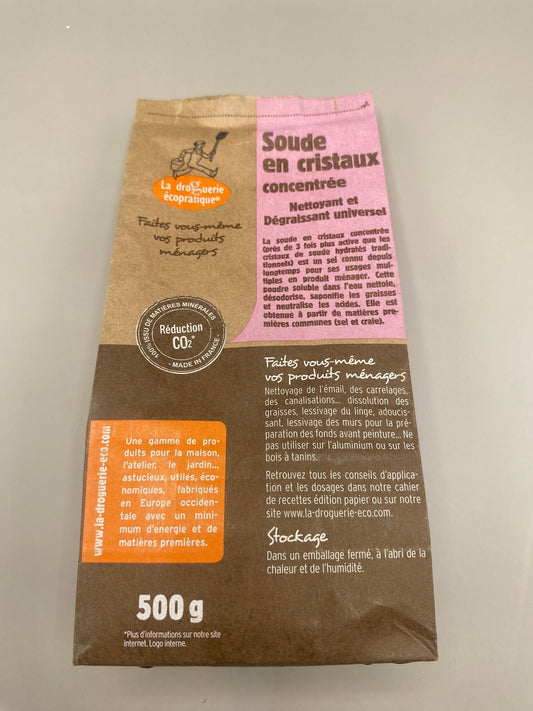 La droguerie
écopratique®
Faites vous-même
vos produits
ménagers
Soude
en cristaux
concentrée
Nettoyant et
Dégraissant universel
La soude en cristaux concentrée
(près de 3 fois plus active que les
cristaux de soude hydratés tradi-
tionnels) est un sel connu depuis
longtemps pour ses usages mul-
tiples en produit ménager. Cette
poudre soluble dans l'eau nettoie,
désodorise, saponifie les graisses
et neutralise les acides. Elle est
obtenue à partir de matières pre-
mières communes (sel et craie).
100% ISSU DE MATIÈRES MINÉRALES
Réduction
CO2*
- MADE IN FRANCE -
Faites vous-même
vos produits ménagers
Nettoyage de l'émail, des carrelages,
des canalisations... dissolution des
graisses, lessivage du linge, adoucis-
sant, lessivage des murs pour la pré-
paration des fonds avant peinture... Ne
pas utiliser sur l'aluminium ou sur les
bois à tanins.
Retrouvez tous les conseils d'applica-
tion et les dosages dans notre cahier
de recettes édition papier ou sur notre
site www.la-droguerie-eco.com.
Stockage
Dans un emballage fermé, à l'abri de la
chaleur et de l'humidité.
www.la-droguerie-eco.com
Une gamme de pro-
duits pour la maison,
l'atelier, le jardin...
astucieux, utiles, éco-
nomiques, fabriqués
en Europe occiden-
tale avec un mini-
mum d'énergie et de
matières premières.
500 g
*Plus d'informations sur notre site
internet. Logo interne.